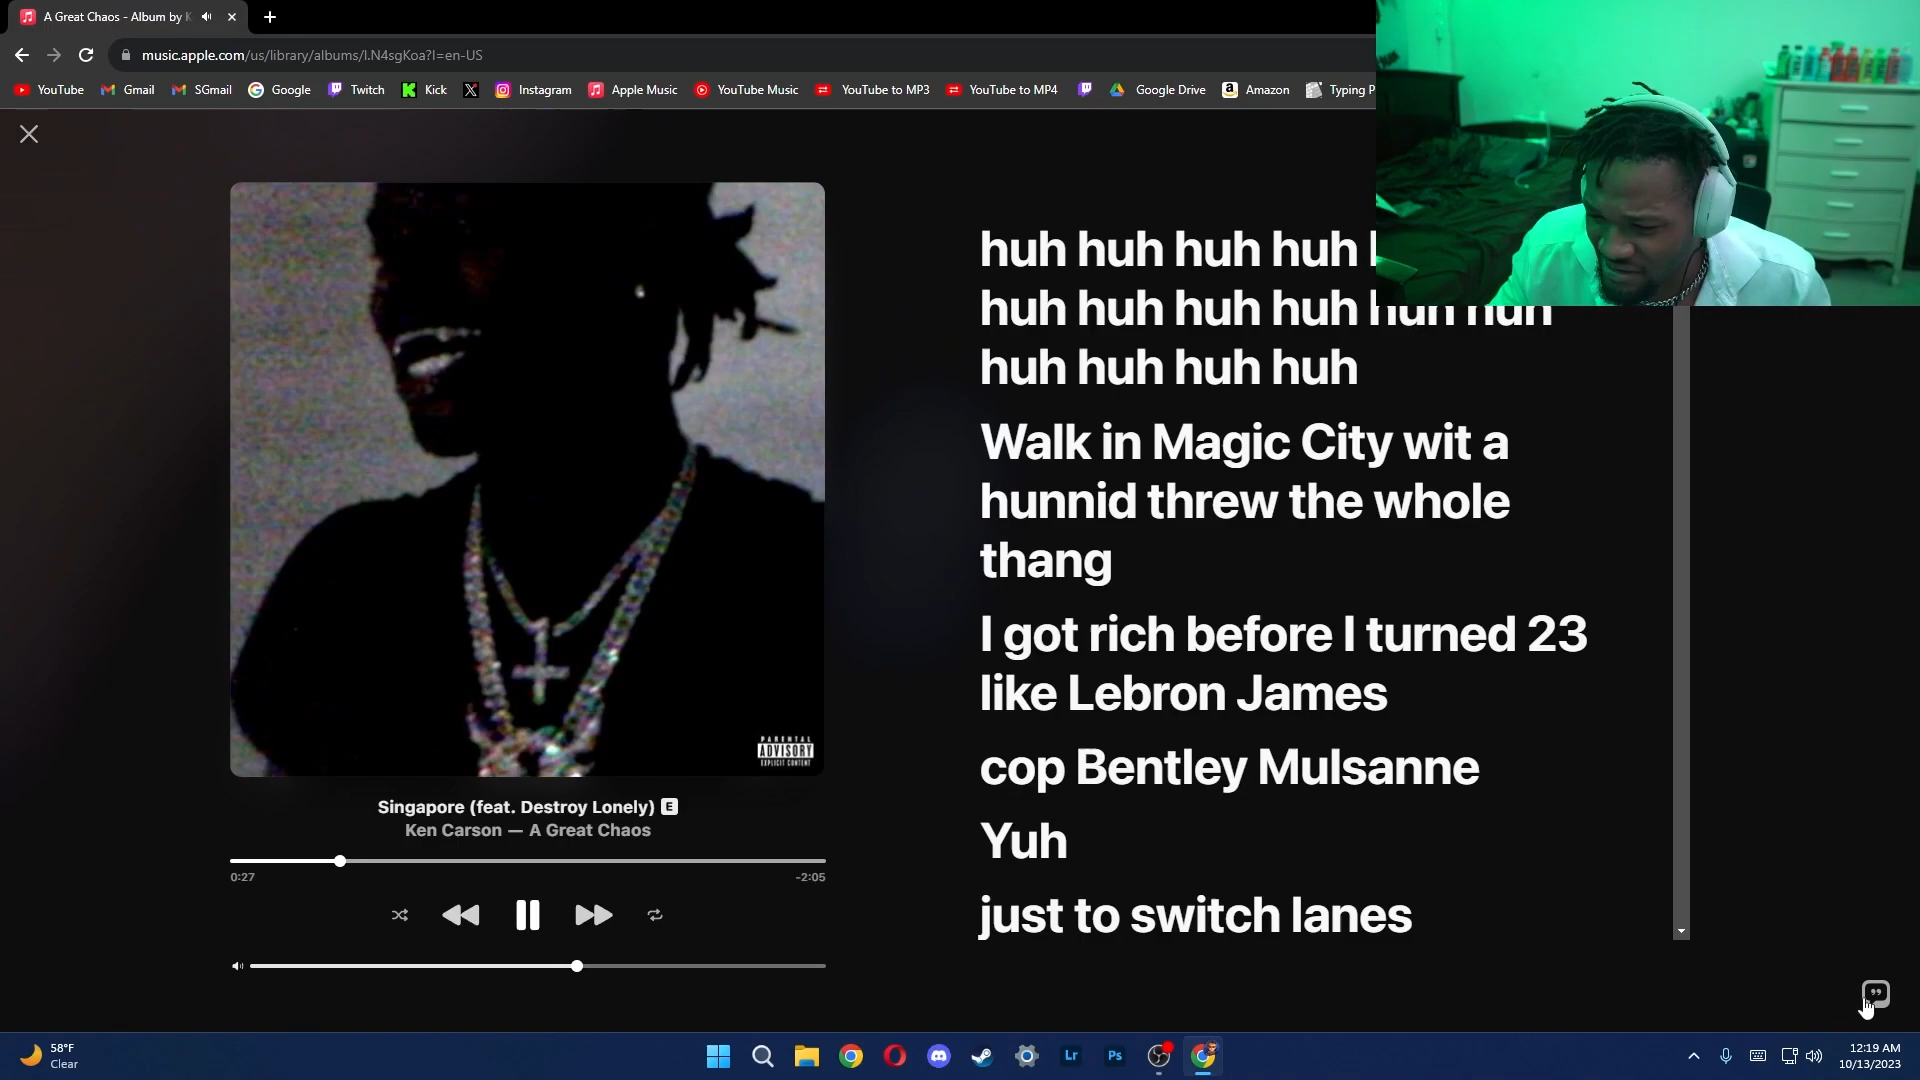 A Great Chaos - Album by K
music.apple.com/us/library/albums/l.N4sgKoa?l=en-US
YouTube Gmail SGmail Google Twitch Kick Instagram Apple Music YouTube Music YouTube to MP3 YouTube to MP4 Google Drive Amazon Typing P
huh huh huh huh
huh huh huh huh huh huh
huh huh huh huh
Walk in Magic City wit a
hunnid threw the whole
thang
I got rich before I turned 23
like Lebron James
cop Bentley Mulsanne
Yuh
just to switch lanes
PARENTAL
ADVISORY
EXPLICIT CONTENT
Singapore (feat. Destroy Lonely) E
Ken Carson — A Great Chaos
0:27 -2:05
58°F
Clear
Lr Ps
12:19 AM
10/13/2023